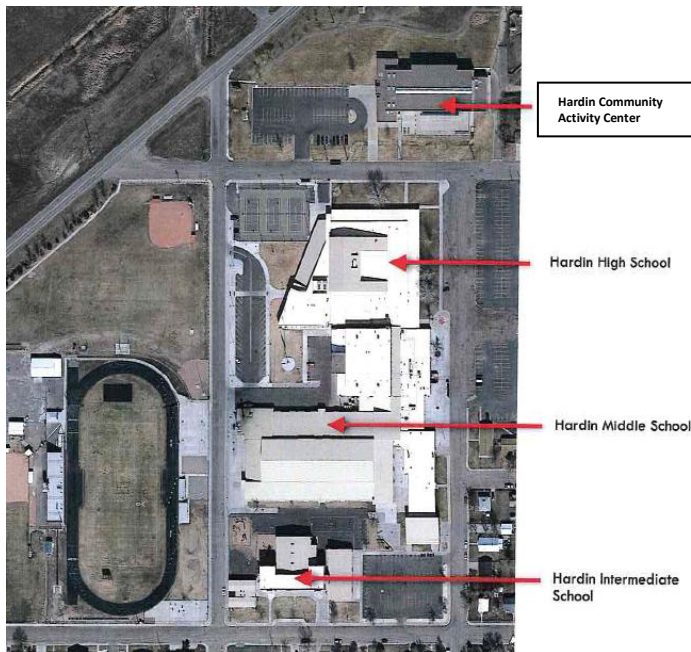 Hardin Community
Activity Center
Hardin High School
Hardin Middle School
Hardin Intermediate
School